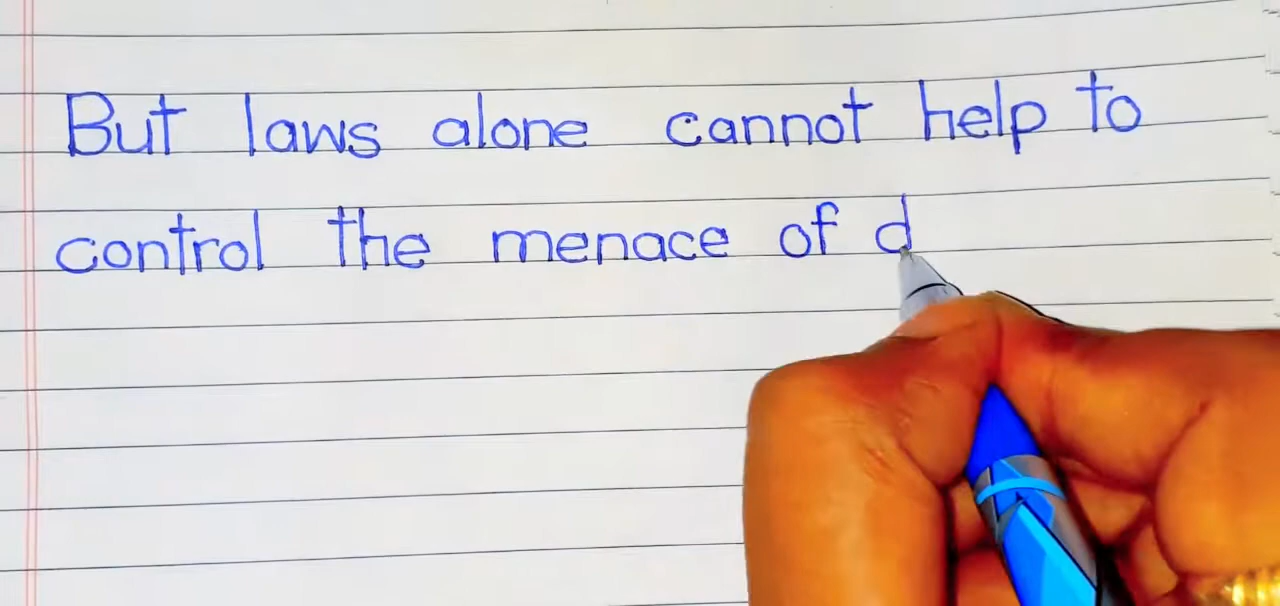 But laws alone cannot help to
control the menace of d